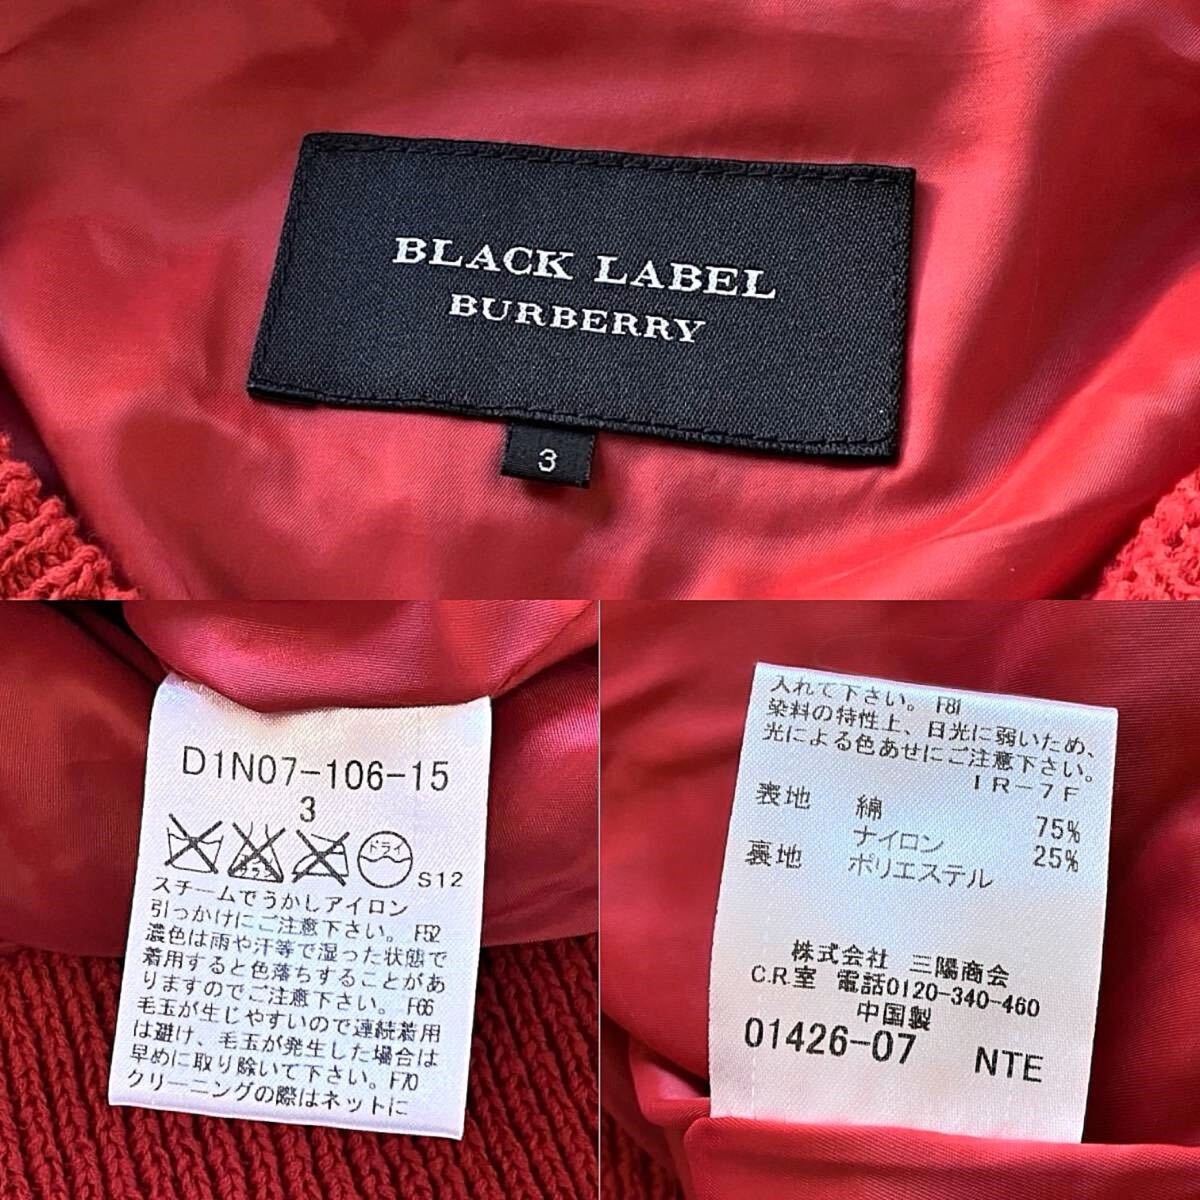 BLACK LABEL
BURBERRY
3
D1N07-106-15
3
エンソ
サラシ
ドライ
S12
スチームでうかしアイロン
引っかけにご注意下さい。 F52
濃色は雨や汗等で湿った状態で
着用すると色落ちすることがあ
りますのでご注意下さい。 F66
毛玉が生じやすいので連続着用
は避け、毛玉が発生した場合は
早めに取り除いて下さい。F70
クリーニングの際はネットに
入れて下さい。 F81
染料の特性上、日光に弱いため、
光による色あせにご注意下さい。
IR-7F
表地 綿 75%
ナイロン 25%
裏地 ポリエステル
株式会社 三陽商会
C.R.室 電話0120-340-460
中国製
01426-07 NTE